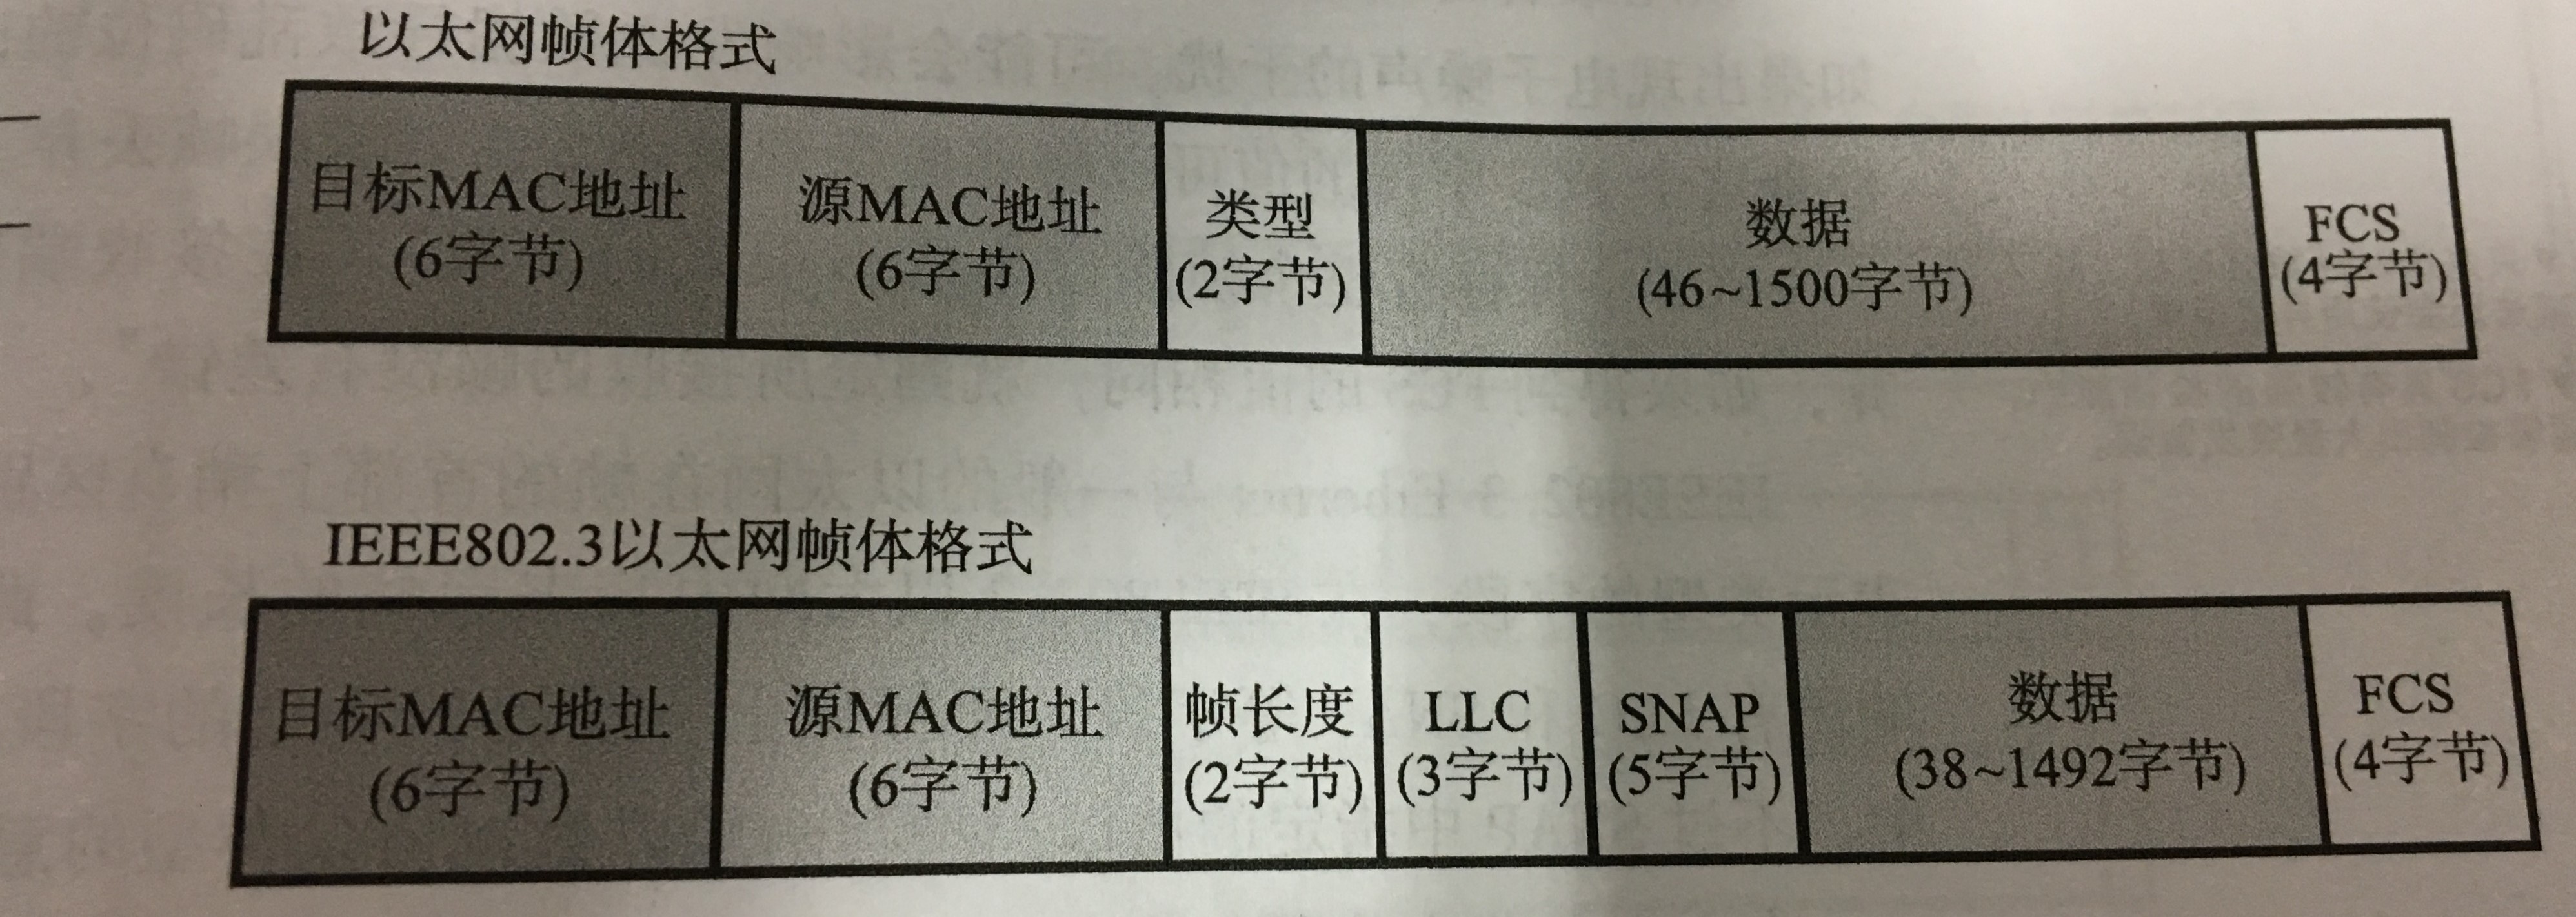 以太网帧体格式
目标MAC地址
(6字节)
源MAC地址
(6字节)
类型
(2字节)
数据
(46~1500字节)
FCS
(4字节)
IEEE802.3以太网帧体格式
目标MAC地址
(6字节)
源MAC地址
(6字节)
帧长度
(2字节)
LLC
(3字节)
SNAP
(5字节)
数据
(38~1492字节)
FCS
(4字节)